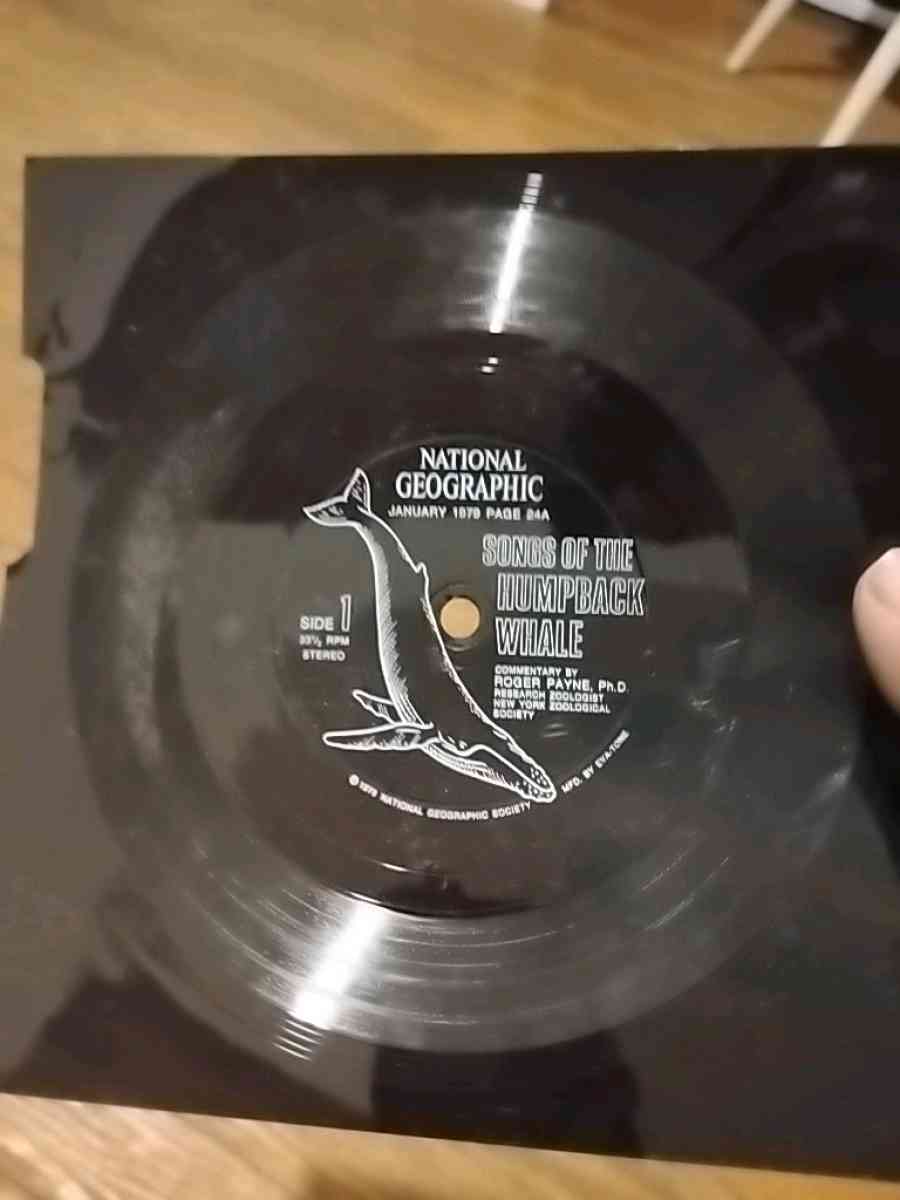 NATIONAL
GEOGRAPHIC
JANUARY 1979 PAGE 24A
SONGS OF THE
HUMPBACK
WHALE
SIDE 1
33⅓ RPM
STEREO
COMMENTARY BY
ROGER PAYNE, Ph.D.
RESEARCH ZOOLOGIST
NEW YORK ZOOLOGICAL
SOCIETY
© 1979 NATIONAL GEOGRAPHIC SOCIETY
MFD. BY EVA-TONE